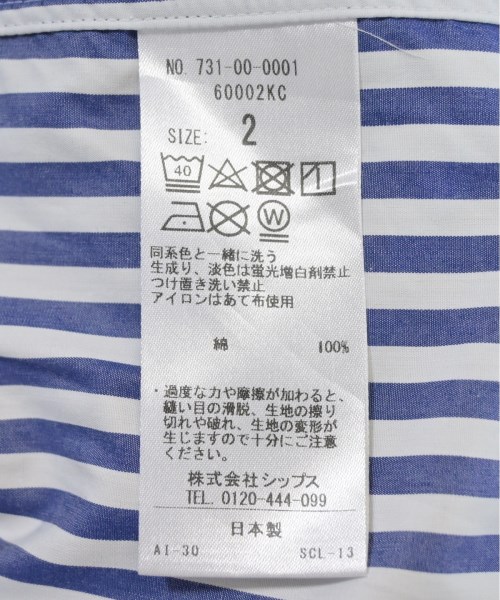 NO. 731-00-0001
60002KC
SIZE: 2
40
W
同系色と一緒に洗う
生成り、淡色は蛍光増白剤禁止
つけ置き洗い禁止
アイロンはあて布使用
綿 100%
・過度な力や摩擦が加わると、
縫い目の滑脱、生地の擦り
切れや破れ、生地の変形が
生じますので十分にご注意
ください。
株式会社シップス
TEL. 0120-444-099
日本製
AI-30 SCL-13